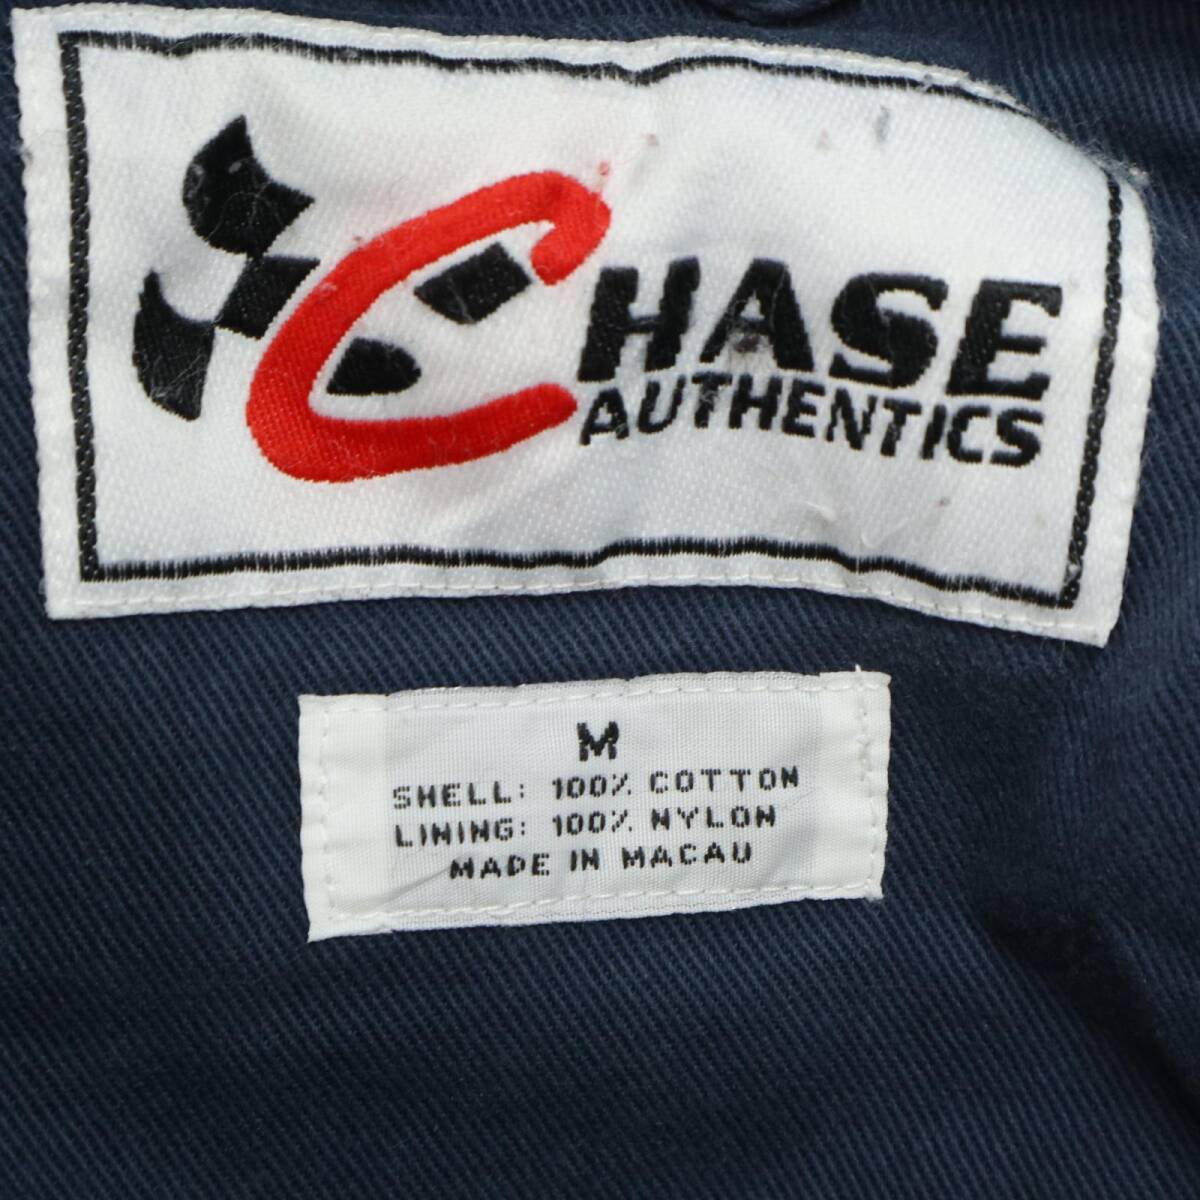 CHASE
AUTHENTICS
M
SHELL: 100% COTTON
LINING: 100% NYLON
MADE IN MACAU